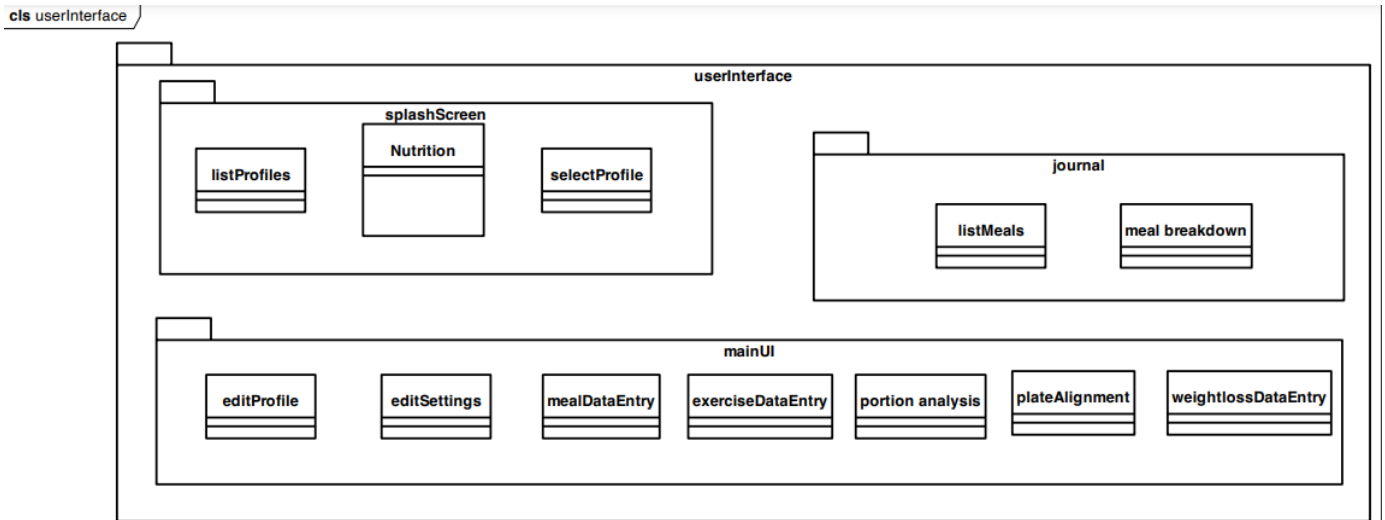 cls userInterface
userInterface
splashScreen
listProfiles
Nutrition
selectProfile
journal
listMeals
meal breakdown
mainUI
editProfile
editSettings
mealDataEntry
exerciseDataEntry
portion analysis
plateAlignment
weightlossDataEntry